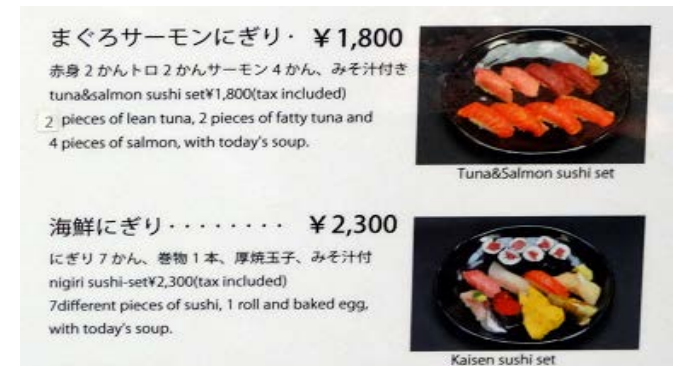 まぐろサーモンにぎり・ ¥1,800
赤身2かんトロ2かんサーモン4かん、みそ汁付き
tuna&salmon sushi set¥1,800(tax included)
2 pieces of lean tuna, 2 pieces of fatty tuna and
4 pieces of salmon, with today's soup.
Tuna&Salmon sushi set
海鮮にぎり・・・・・・・・ ¥2,300
にぎり7かん、巻物1本、厚焼玉子、みそ汁付
nigiri sushi-set¥2,300(tax included)
7different pieces of sushi, 1 roll and baked egg,
with today's soup.
Kaisen sushi set